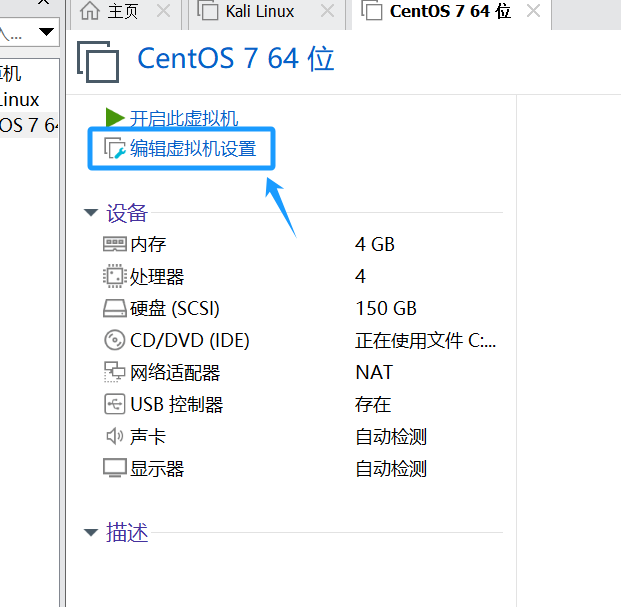 主页 Kali Linux CentOS 7 64 位
入...
CentOS 7 64 位
机
Linux
OS 7 64
开启此虚拟机
编辑虚拟机设置
设备
内存 4 GB
处理器 4
硬盘 (SCSI) 150 GB
CD/DVD (IDE) 正在使用文件 C:...
网络适配器 NAT
USB 控制器 存在
声卡 自动检测
显示器 自动检测
描述